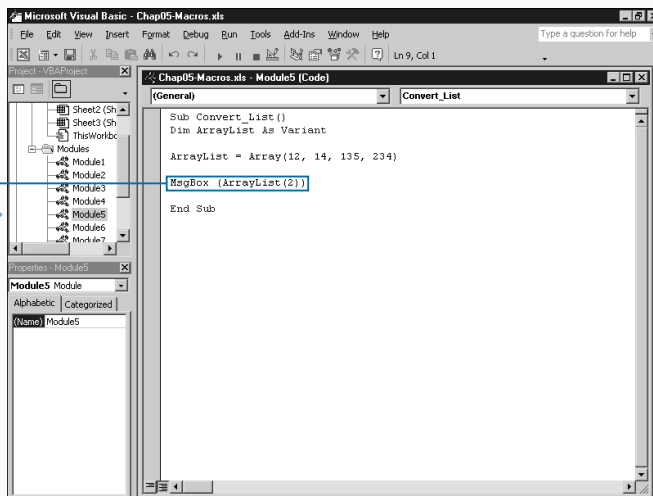 Microsoft Visual Basic - Chap05-Macros.xls
File Edit View Insert Format Debug Run Tools Add-Ins Window Help
Type a question for help
Ln 9, Col 1
Project - VBAProject
Sheet2 (Sh
Sheet3 (Sh
ThisWorkbo
Modules
Module1
Module2
Module3
Module4
Module5
Module6
Module7
Properties - Module5
Module5 Module
Alphabetic Categorized
(Name) Module5
Chap05-Macros.xls - Module5 (Code)
(General) Convert_List
Sub Convert_List()
Dim ArrayList As Variant
ArrayList = Array(12, 14, 135, 234)
MsgBox (ArrayList(2))
End Sub